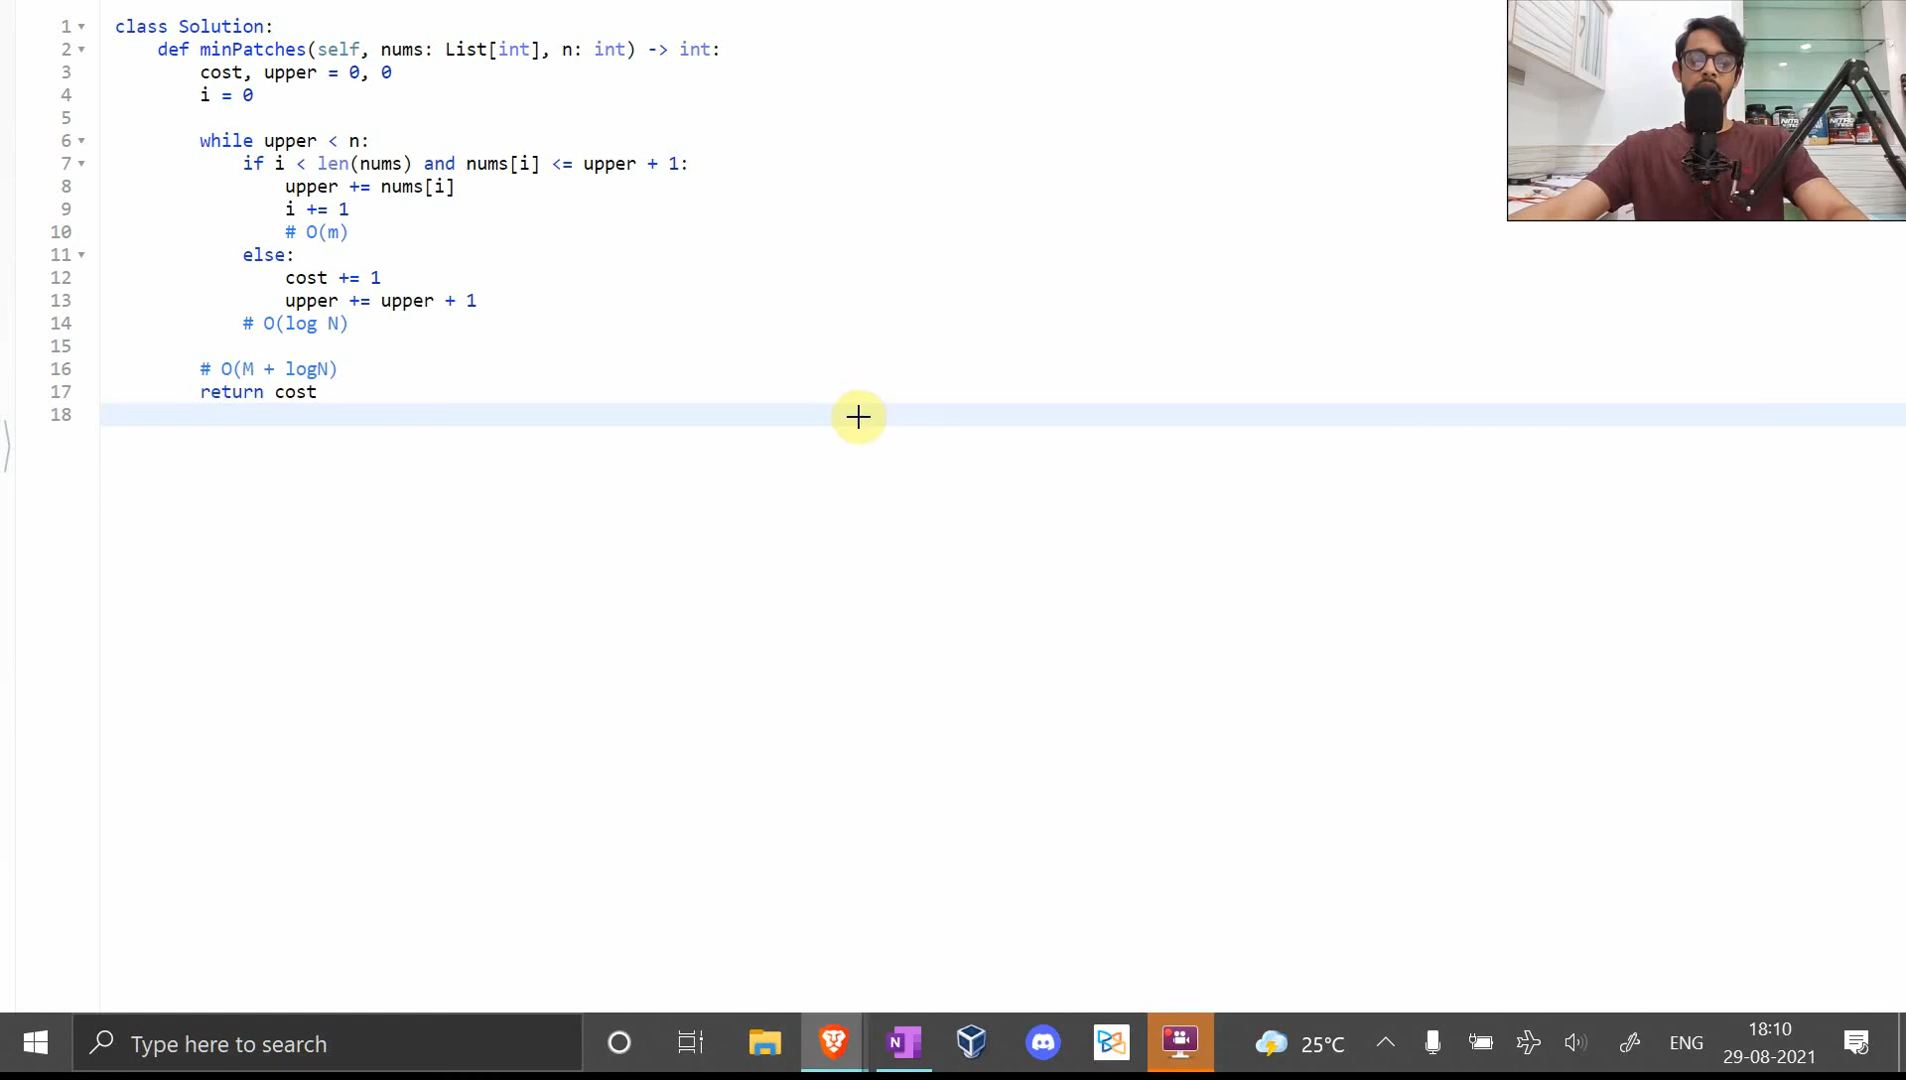 1 class Solution:
2 def minPatches(self, nums: List[int], n: int) -> int:
3 cost, upper = 0, 0
4 i = 0
5
6 while upper < n:
7 if i < len(nums) and nums[i] <= upper + 1:
8 upper += nums[i]
9 i += 1
10 # O(m)
11 else:
12 cost += 1
13 upper += upper + 1
14 # O(log N)
15
16 # O(M + logN)
17 return cost
18
Type here to search
N
25°C
ENG
18:10
29-08-2021